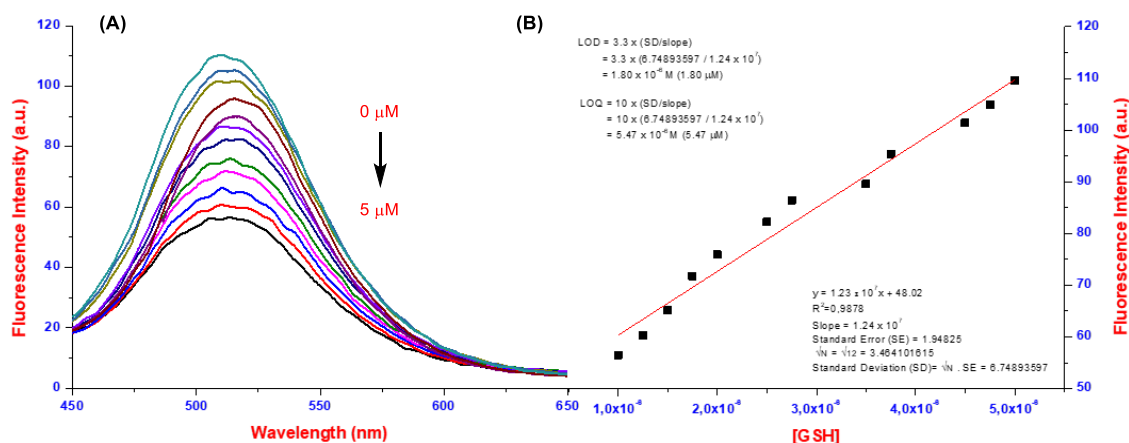 (A)
120
100
80
60
40
20
0
450
500
550
600
650
Fluorescence Intensity (a.u.)
Wavelength (nm)
0 μM
5 μM
(B)
LOD = 3.3 x (SD/slope)
= 3.3 x (6.74893597 / 1.24 x 10⁷)
= 1.80 x 10⁻⁶ M (1.80 μM)
LOQ = 10 x (SD/slope)
= 10 x (6.74893597 / 1.24 x 10⁷)
= 5.47 x 10⁻⁶ M (5.47 μM)
y = 1.23 x 10⁷ x + 48.02
R²=0,9878
Slope = 1.24 x 10⁷
Standard Error (SE) = 1.94825
√N = √12 = 3.464101615
Standard Deviation (SD)= √N . SE = 6.74893597
1,0x10⁻⁶
2,0x10⁻⁶
3,0x10⁻⁶
4,0x10⁻⁶
5,0x10⁻⁶
[GSH]
120
110
100
90
80
70
60
50
Fluorescence Intensity (a.u.)